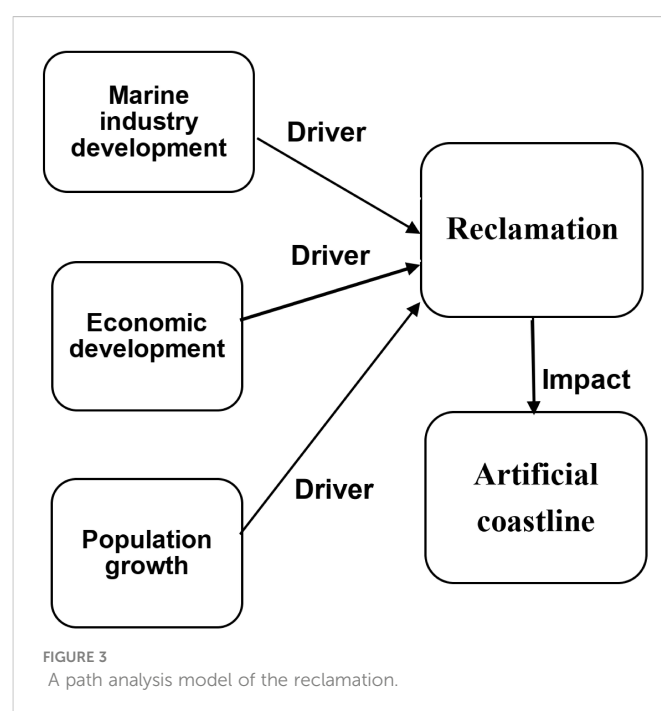 Marine
industry
development
Driver
Reclamation
Driver
Economic
development
Impact
Artificial
coastline
Driver
Population
growth
FIGURE 3
A path analysis model of the reclamation.